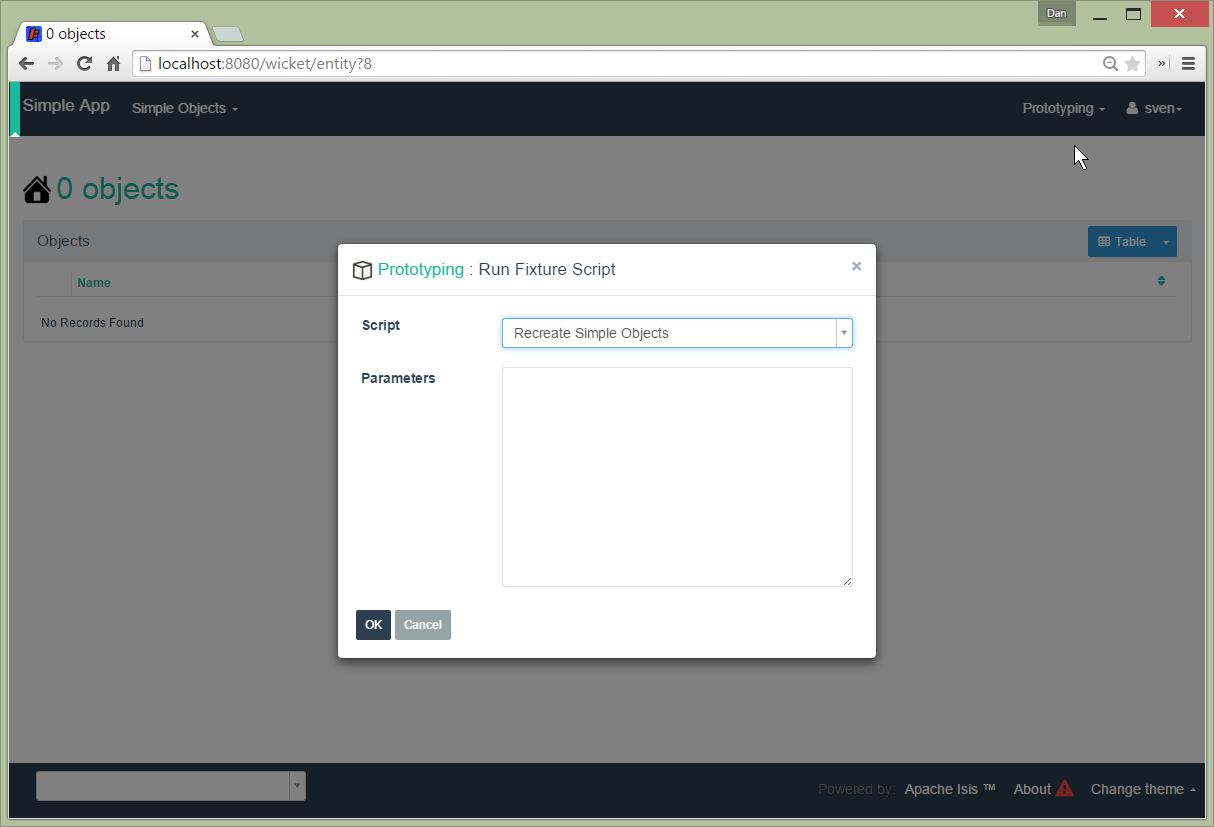 Dan
0 objects
localhost:8080/wicket/entity?8
Simple App Simple Objects Prototyping sven
0 objects
Objects Table
Name
No Records Found
Prototyping : Run Fixture Script
Script Recreate Simple Objects
Parameters
OK Cancel
Powered by: Apache Isis ™ About Change theme